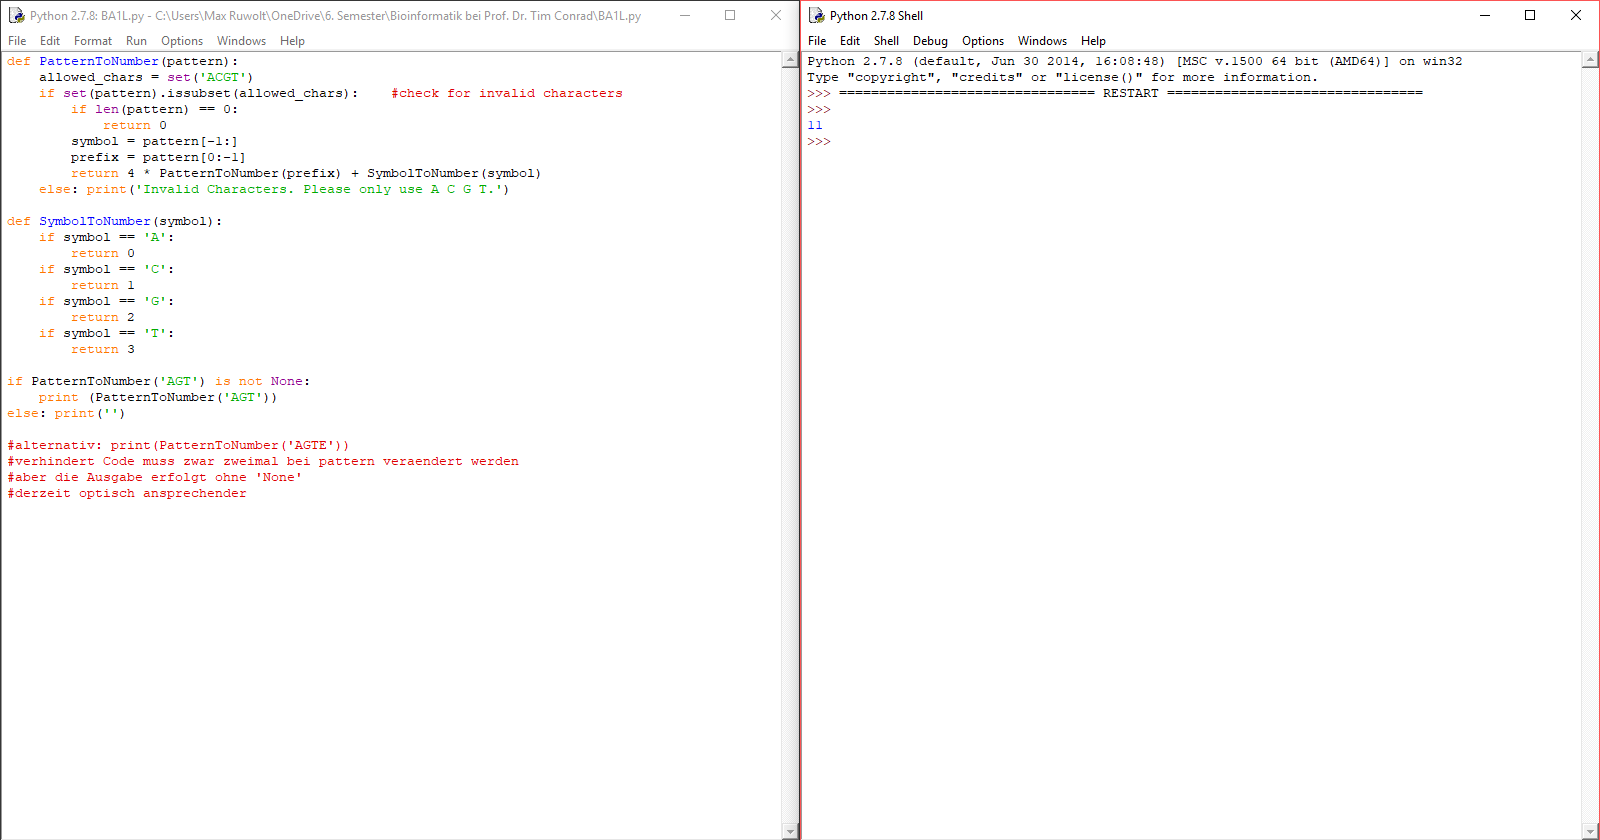 Python 2.7.8: BA1L.py - C:\Users\Max Ruwolt\OneDrive\6. Semester\Bioinformatik bei Prof. Dr. Tim Conrad\BA1L.py
File Edit Format Run Options Windows Help
def PatternToNumber(pattern):
    allowed_chars = set('ACGT')
    if set(pattern).issubset(allowed_chars):    #check for invalid characters
        if len(pattern) == 0:
            return 0
        symbol = pattern[-1:]
        prefix = pattern[0:-1]
        return 4 * PatternToNumber(prefix) + SymbolToNumber(symbol)
    else: print('Invalid Characters. Please only use A C G T.')
def SymbolToNumber(symbol):
    if symbol == 'A':
        return 0
    if symbol == 'C':
        return 1
    if symbol == 'G':
        return 2
    if symbol == 'T':
        return 3
if PatternToNumber('AGT') is not None:
    print (PatternToNumber('AGT'))
else: print('')
#alternativ: print(PatternToNumber('AGTE'))
#verhindert Code muss zwar zweimal bei pattern veraendert werden
#aber die Ausgabe erfolgt ohne 'None'
#derzeit optisch ansprechender
Python 2.7.8 Shell
File Edit Shell Debug Options Windows Help
Python 2.7.8 (default, Jun 30 2014, 16:08:48) [MSC v.1500 64 bit (AMD64)] on win32
Type "copyright", "credits" or "license()" for more information.
>>> ================================ RESTART ================================
>>>
11
>>>